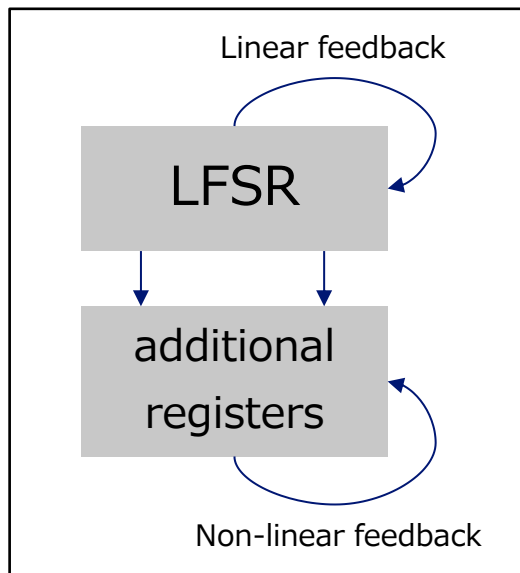 Linear feedback
LFSR
additional
registers
Non-linear feedback